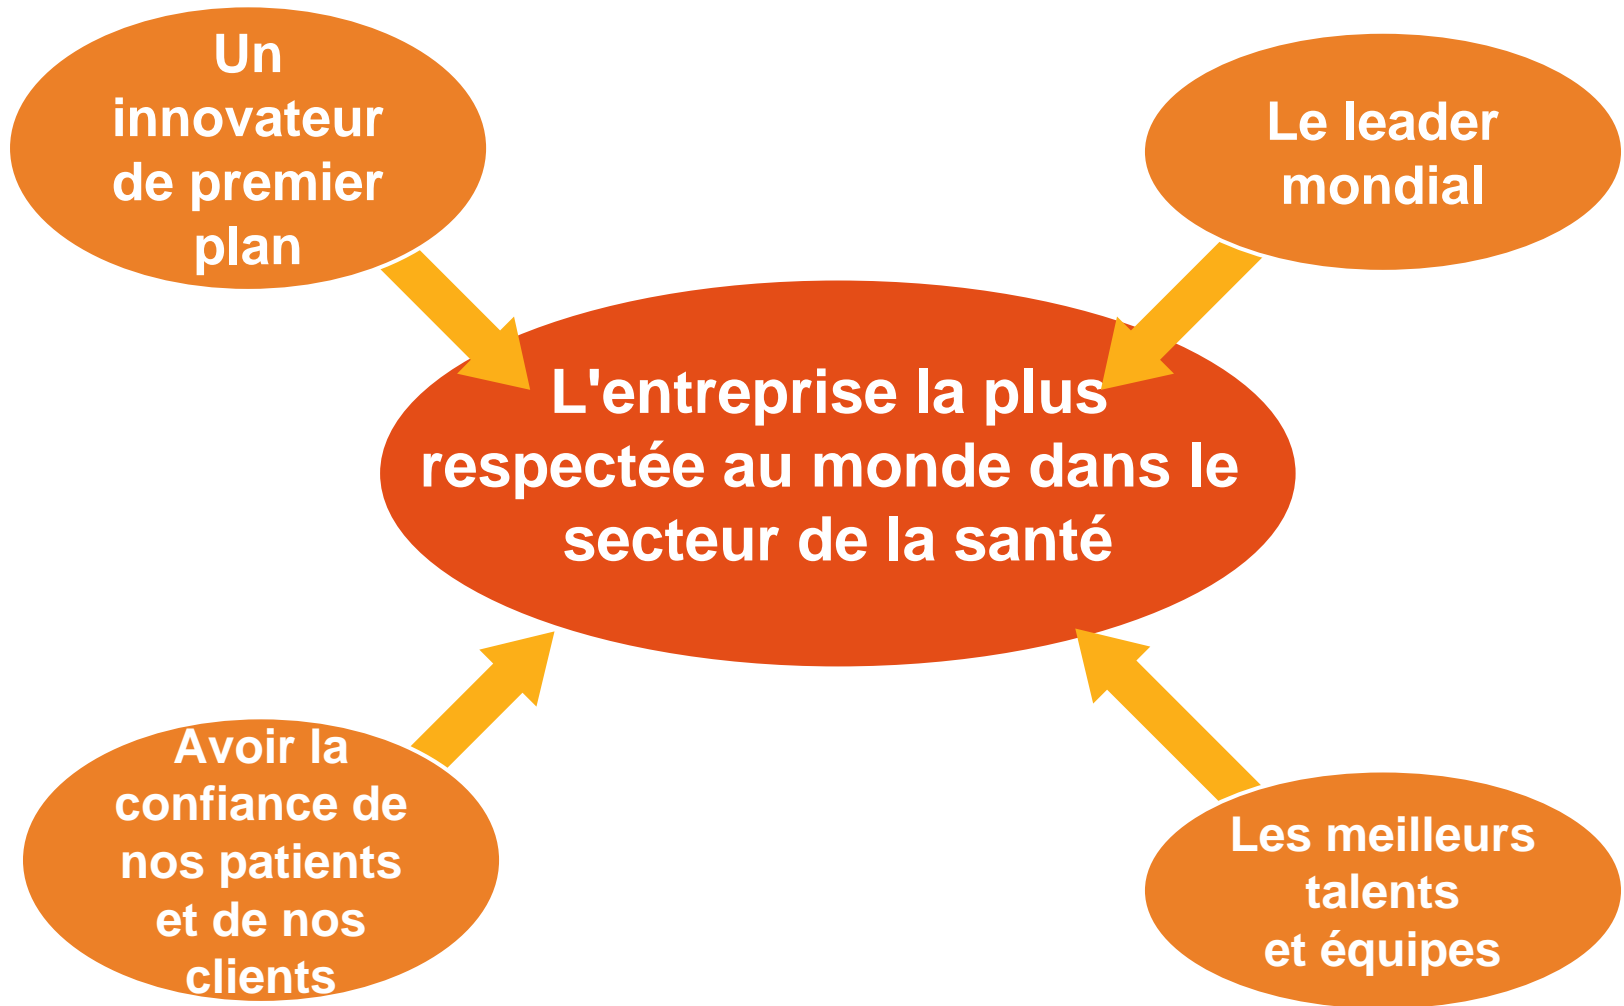 Un
innovateur
de premier
plan
Le leader
mondial
L'entreprise la plus
respectée au monde dans le
secteur de la santé
Avoir la
confiance de
nos patients
et de nos
clients
Les meilleurs
talents
et équipes